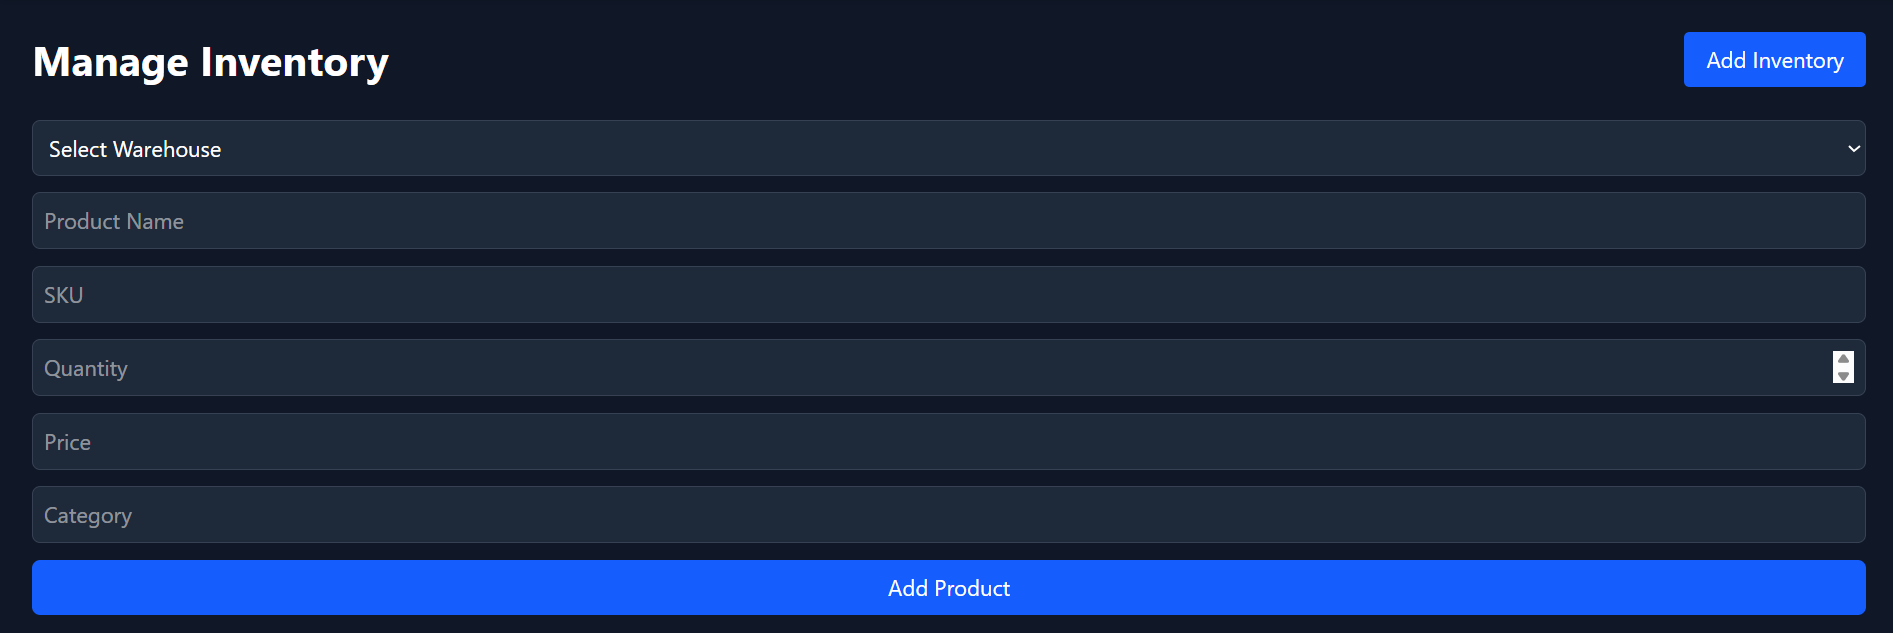 Manage Inventory
Add Inventory
Select Warehouse
Product Name
SKU
Quantity
Price
Category
Add Product